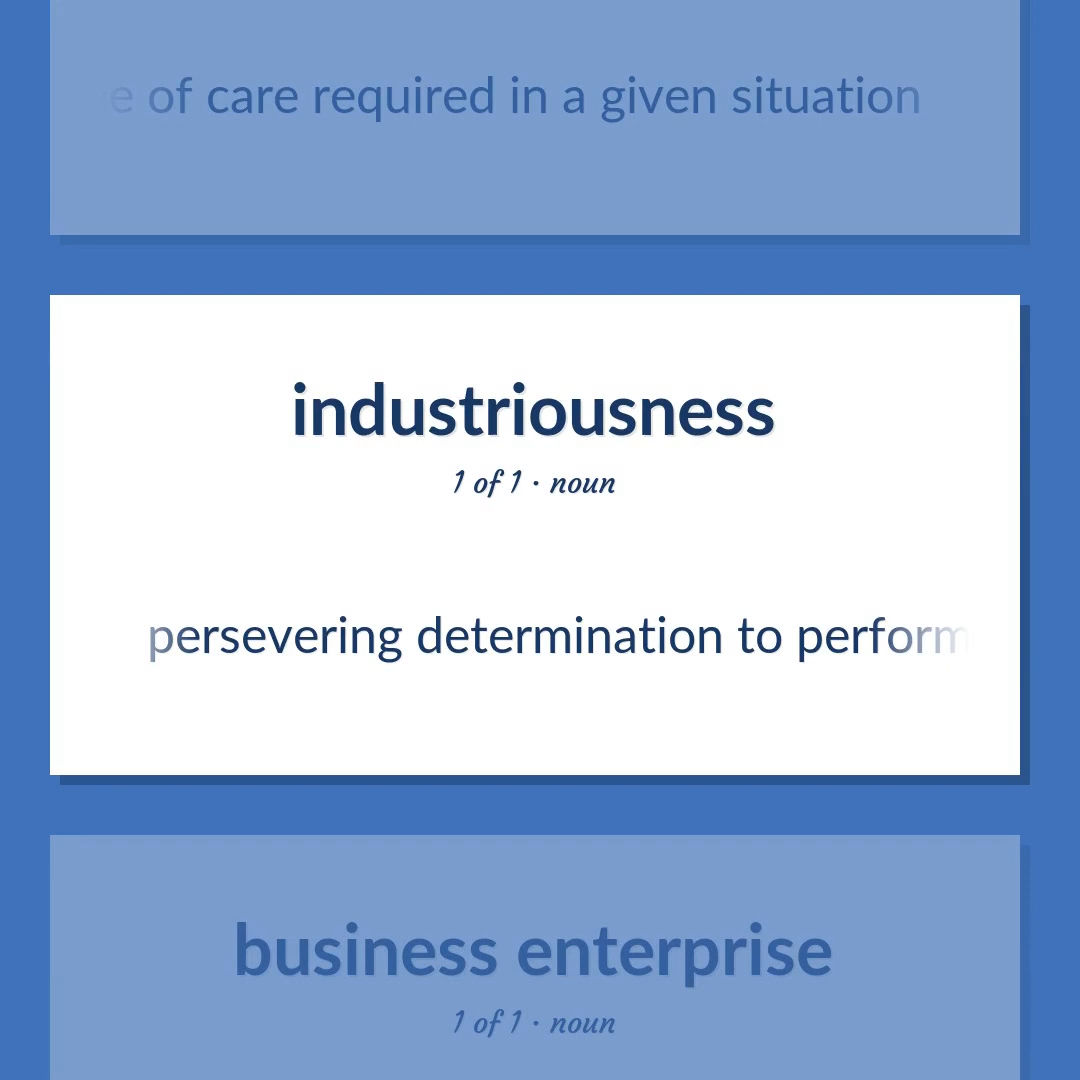 e of care required in a given situation
industriousness
1 of 1 · noun
persevering determination to perform
business enterprise
1 of 1 · noun